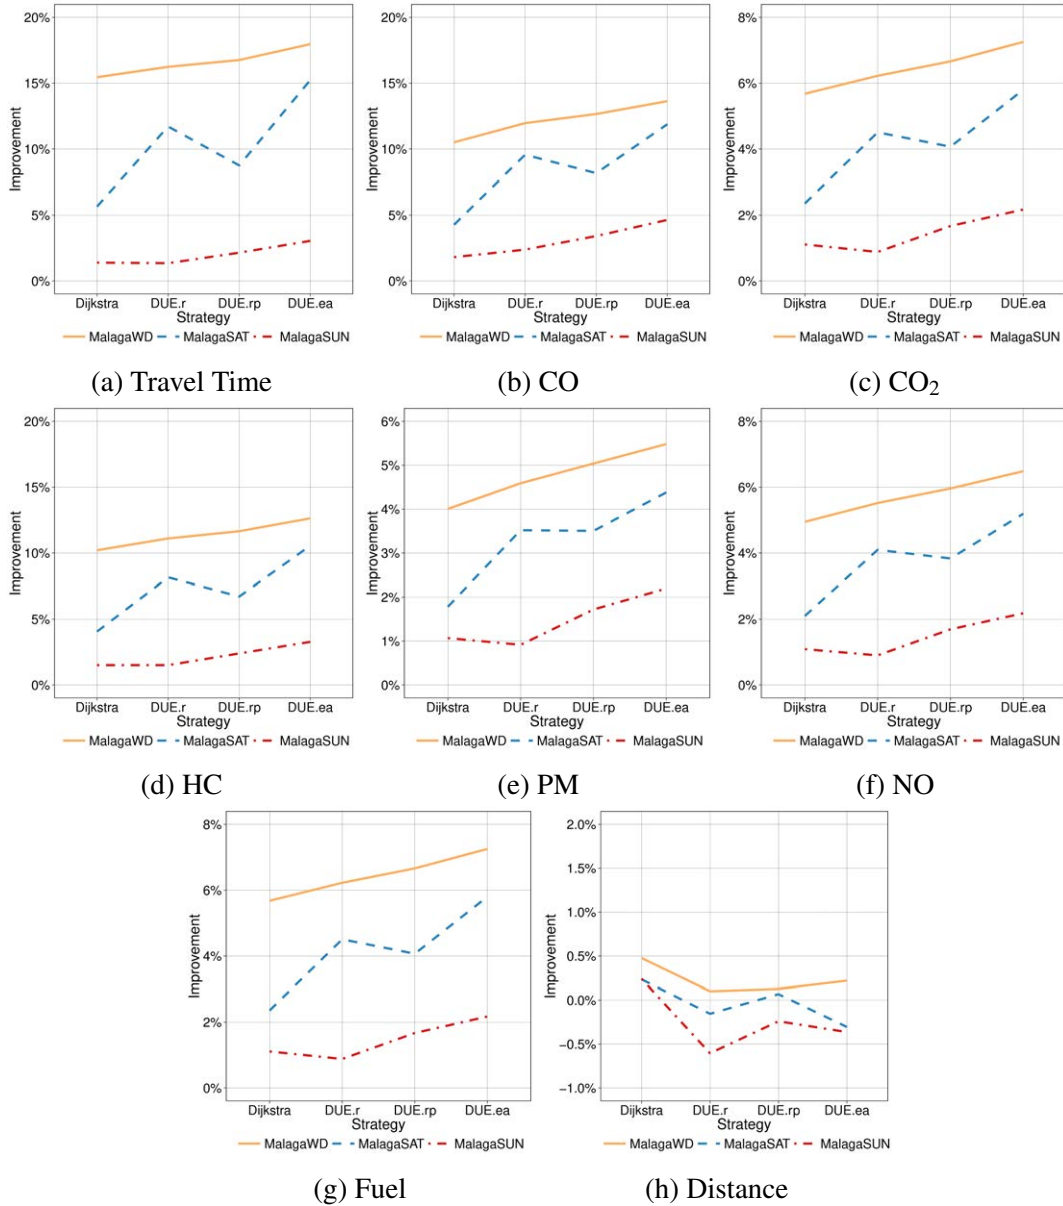 20%
15%
10%
5%
0%
Improvement
Dijkstra DUE.r DUE.rp DUE.ea
Strategy
MalagaWD MalagaSAT MalagaSUN
(a) Travel Time
20%
15%
10%
5%
0%
Improvement
Dijkstra DUE.r DUE.rp DUE.ea
Strategy
MalagaWD MalagaSAT MalagaSUN
(b) CO
8%
6%
4%
2%
0%
Improvement
Dijkstra DUE.r DUE.rp DUE.ea
Strategy
MalagaWD MalagaSAT MalagaSUN
(c) CO₂
20%
15%
10%
5%
0%
Improvement
Dijkstra DUE.r DUE.rp DUE.ea
Strategy
MalagaWD MalagaSAT MalagaSUN
(d) HC
6%
5%
4%
3%
2%
1%
0%
Improvement
Dijkstra DUE.r DUE.rp DUE.ea
Strategy
MalagaWD MalagaSAT MalagaSUN
(e) PM
8%
6%
4%
2%
0%
Improvement
Dijkstra DUE.r DUE.rp DUE.ea
Strategy
MalagaWD MalagaSAT MalagaSUN
(f) NO
8%
6%
4%
2%
0%
Improvement
Dijkstra DUE.r DUE.rp DUE.ea
Strategy
MalagaWD MalagaSAT MalagaSUN
(g) Fuel
2.0%
1.5%
1.0%
0.5%
0.0%
−0.5%
−1.0%
Improvement
Dijkstra DUE.r DUE.rp DUE.ea
Strategy
MalagaWD MalagaSAT MalagaSUN
(h) Distance